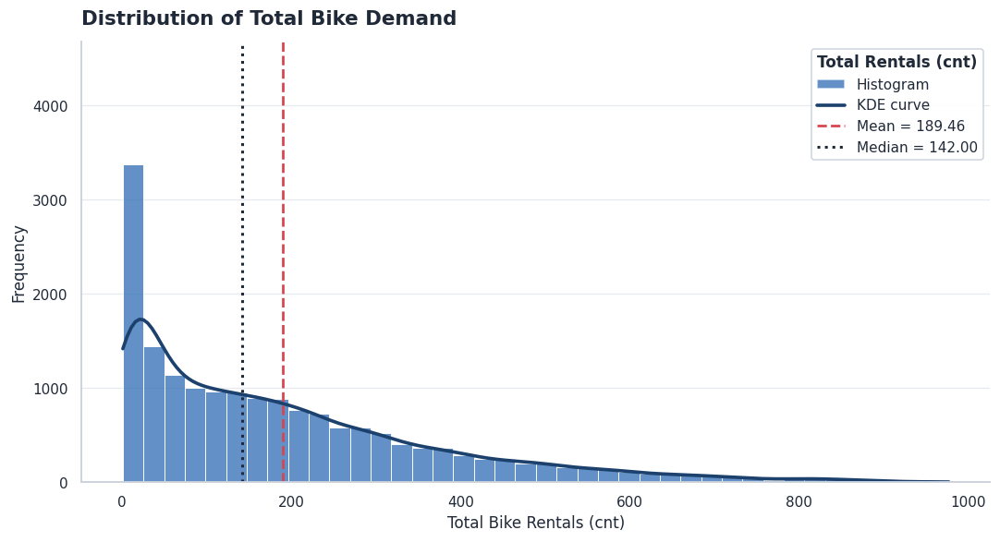 Distribution of Total Bike Demand
Total Rentals (cnt)
Histogram
KDE curve
Mean = 189.46
Median = 142.00
Frequency
4000
3000
2000
1000
0
0 200 400 600 800 1000
Total Bike Rentals (cnt)